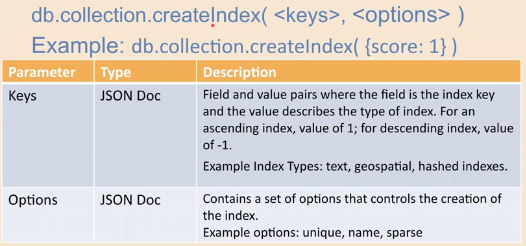 db.collection.createIndex( <keys>, <options> )
Example: db.collection.createIndex( {score: 1} )
Parameter Type Description
Keys JSON Doc Field and value pairs where the field is the index key
and the value describes the type of index. For an
ascending index, value of 1; for descending index, value
of -1.
Example Index Types: text, geospatial, hashed indexes.
Options JSON Doc Contains a set of options that controls the creation of
the index.
Example options: unique, name, sparse